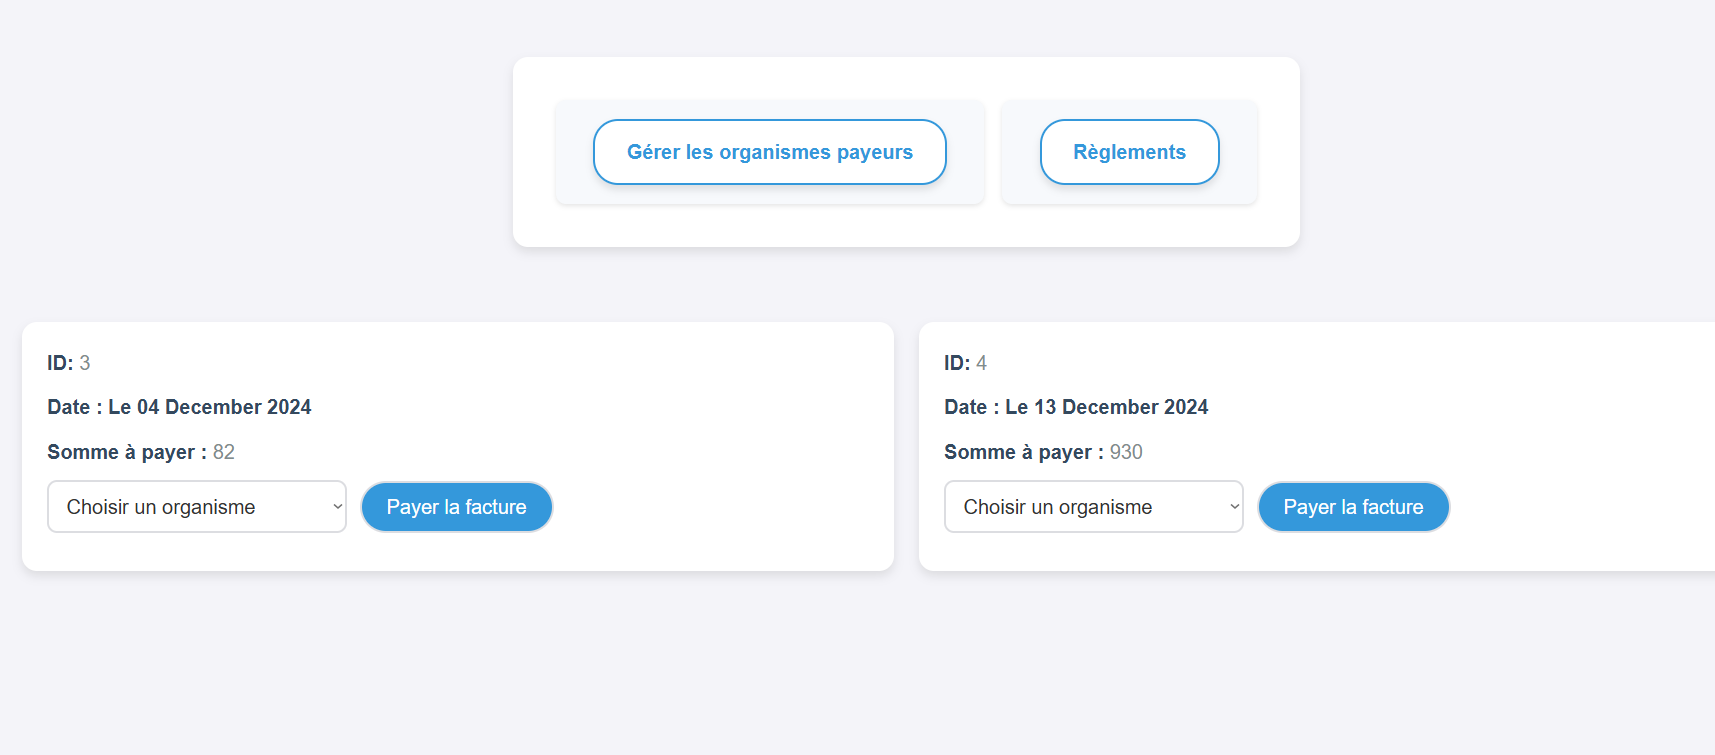 Gérer les organismes payeurs
Règlements
ID: 3
Date : Le 04 December 2024
Somme à payer : 82
Choisir un organisme
Payer la facture
ID: 4
Date : Le 13 December 2024
Somme à payer : 930
Choisir un organisme
Payer la facture